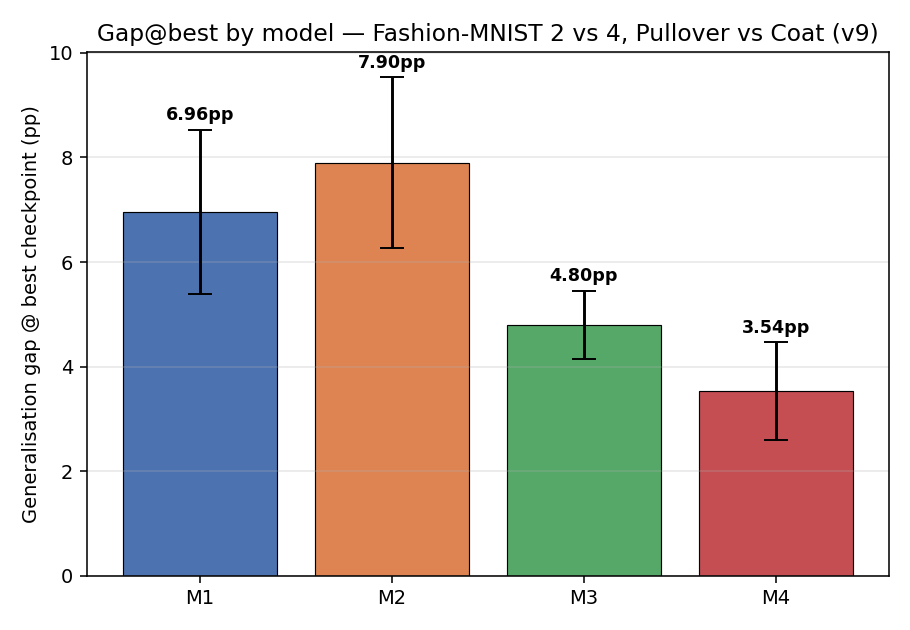 Gap@best by model — Fashion-MNIST 2 vs 4, Pullover vs Coat (v9)
Generalisation gap @ best checkpoint (pp)
10
8
6
4
2
0
6.96pp
7.90pp
4.80pp
3.54pp
M1
M2
M3
M4